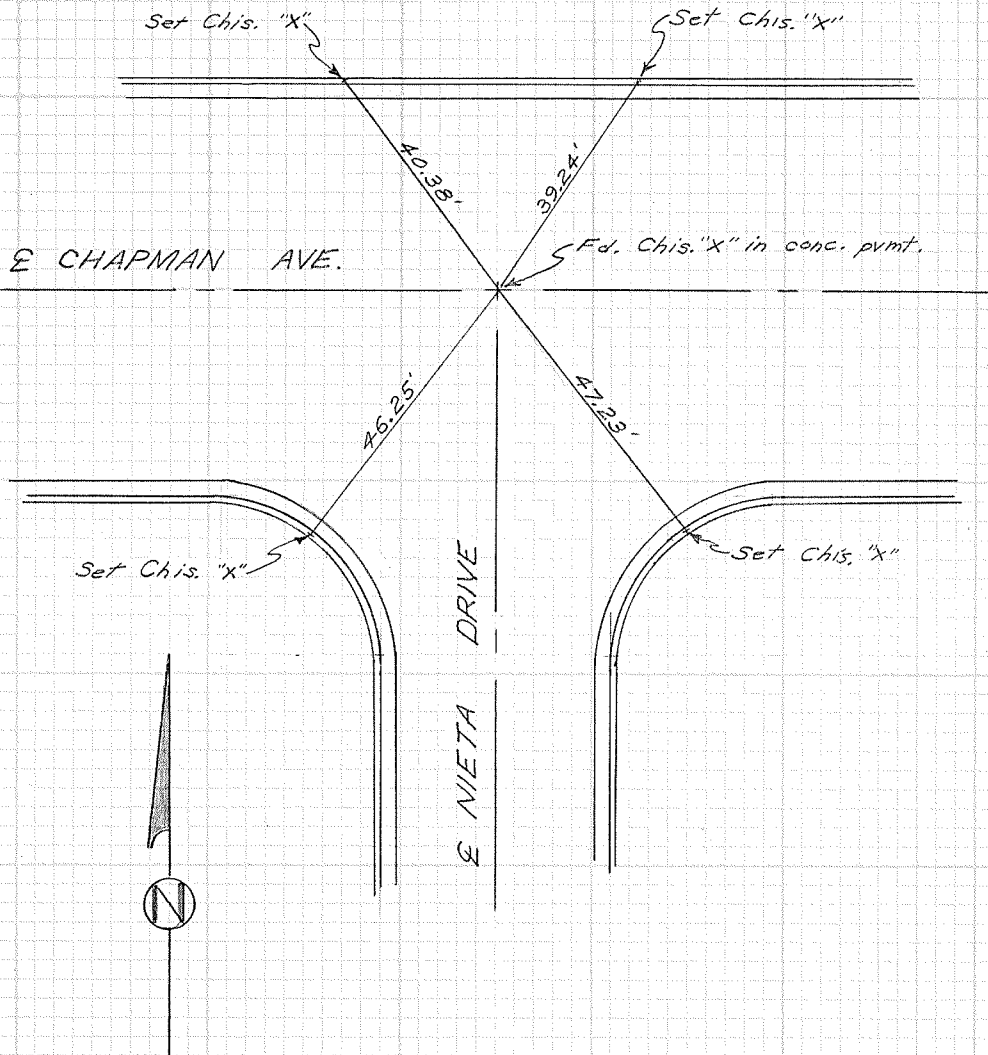 Set Chis. "X"
Set Chis. "X"
40.38'
39.24'
Fd. Chis. "X" in conc. pvmt.
℄ CHAPMAN AVE.
46.25'
47.23'
Set Chis. "X"
Set Chis. "X"
℄ NIETA DRIVE
N